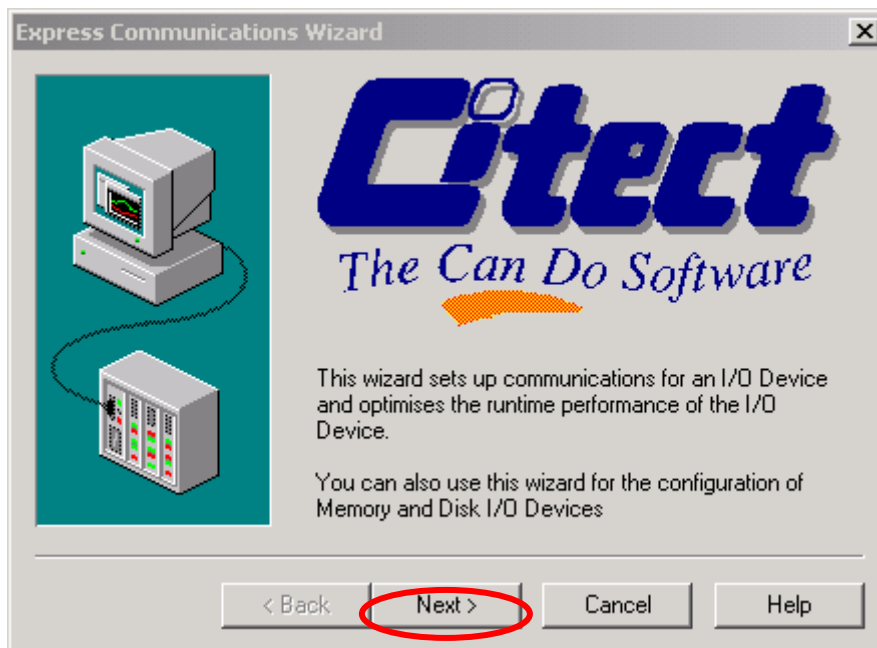 Express Communications Wizard
Citect
The Can Do Software
This wizard sets up communications for an I/O Device
and optimises the runtime performance of the I/O
Device.
You can also use this wizard for the configuration of
Memory and Disk I/O Devices
< Back
Next >
Cancel
Help